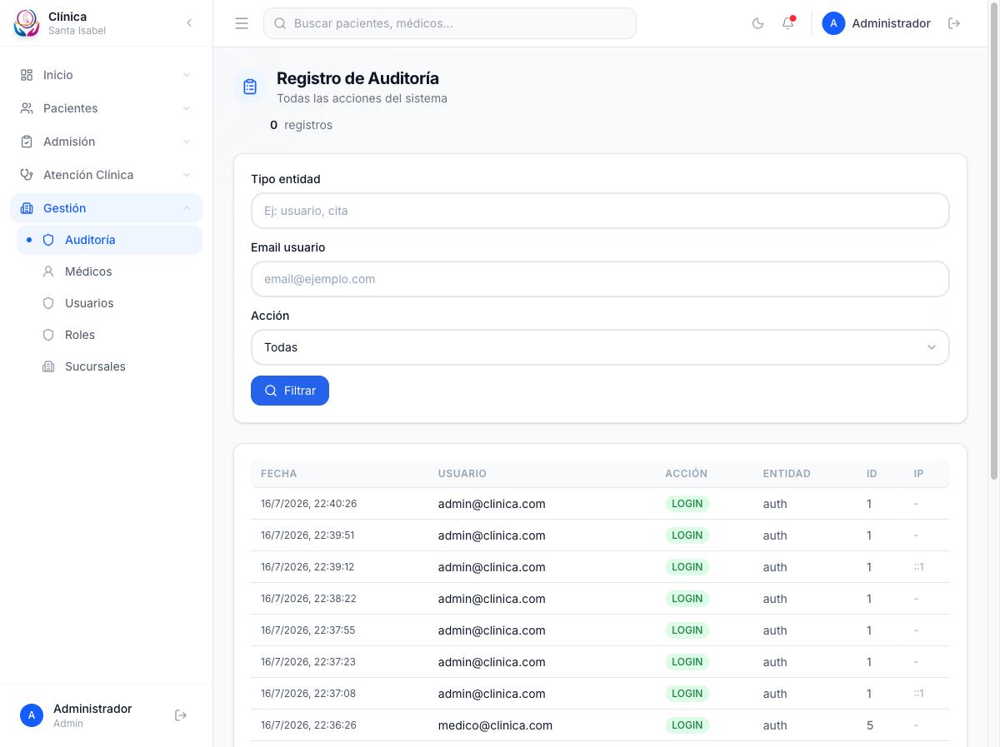 Clínica
Santa Isabel
Inicio
Pacientes
Admisión
Atención Clínica
Gestión
Auditoría
Médicos
Usuarios
Roles
Sucursales
A
Administrador
Admin
Buscar pacientes, médicos...
A Administrador
Registro de Auditoría
Todas las acciones del sistema
0 registros
Tipo entidad
Ej: usuario, cita
Email usuario
email@ejemplo.com
Acción
Todas
Filtrar
FECHA USUARIO ACCIÓN ENTIDAD ID IP
16/7/2026, 22:40:26 admin@clinica.com LOGIN auth 1 -
16/7/2026, 22:39:51 admin@clinica.com LOGIN auth 1 -
16/7/2026, 22:39:12 admin@clinica.com LOGIN auth 1 ::1
16/7/2026, 22:38:22 admin@clinica.com LOGIN auth 1 -
16/7/2026, 22:37:55 admin@clinica.com LOGIN auth 1 -
16/7/2026, 22:37:23 admin@clinica.com LOGIN auth 1 -
16/7/2026, 22:37:08 admin@clinica.com LOGIN auth 1 ::1
16/7/2026, 22:36:26 medico@clinica.com LOGIN auth 5 -